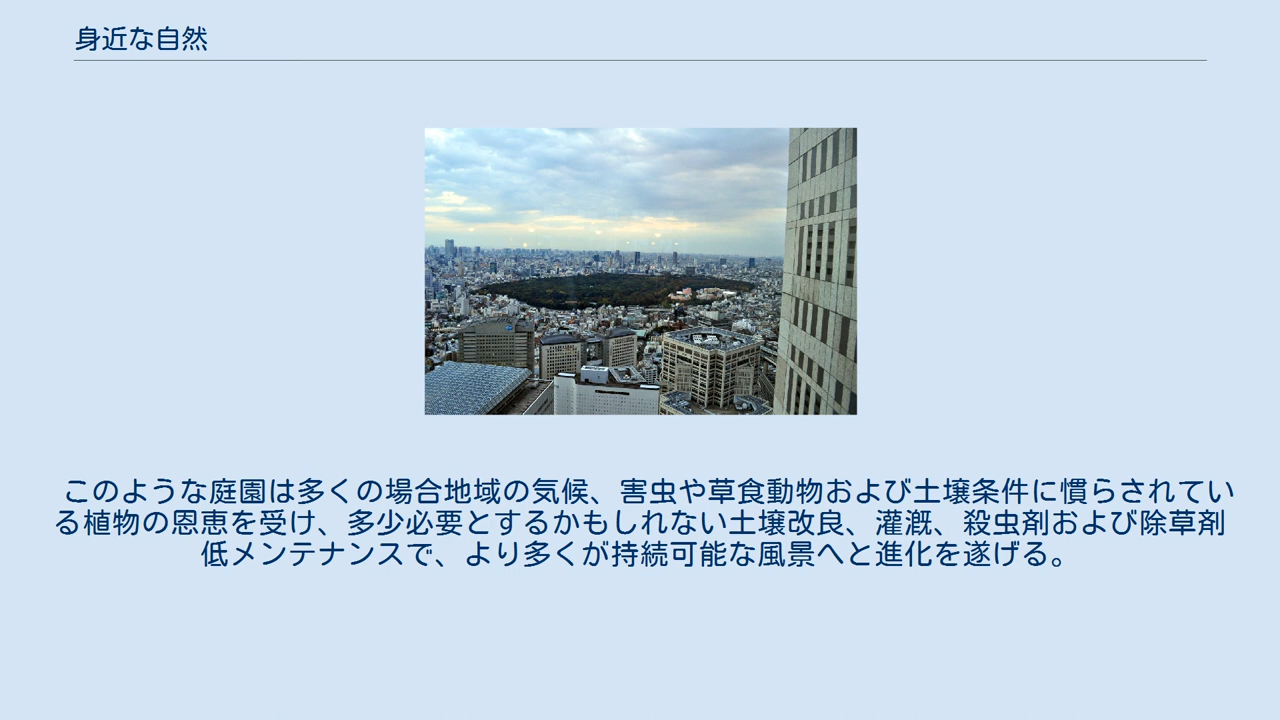 身近な自然
このような庭園は多くの場合地域の気候、害虫や草食動物および土壌条件に慣らされてい
る植物の恩恵を受け、多少必要とするかもしれない土壌改良、灌漑、殺虫剤および除草剤
低メンテナンスで、より多くが持続可能な風景へと進化を遂げる。